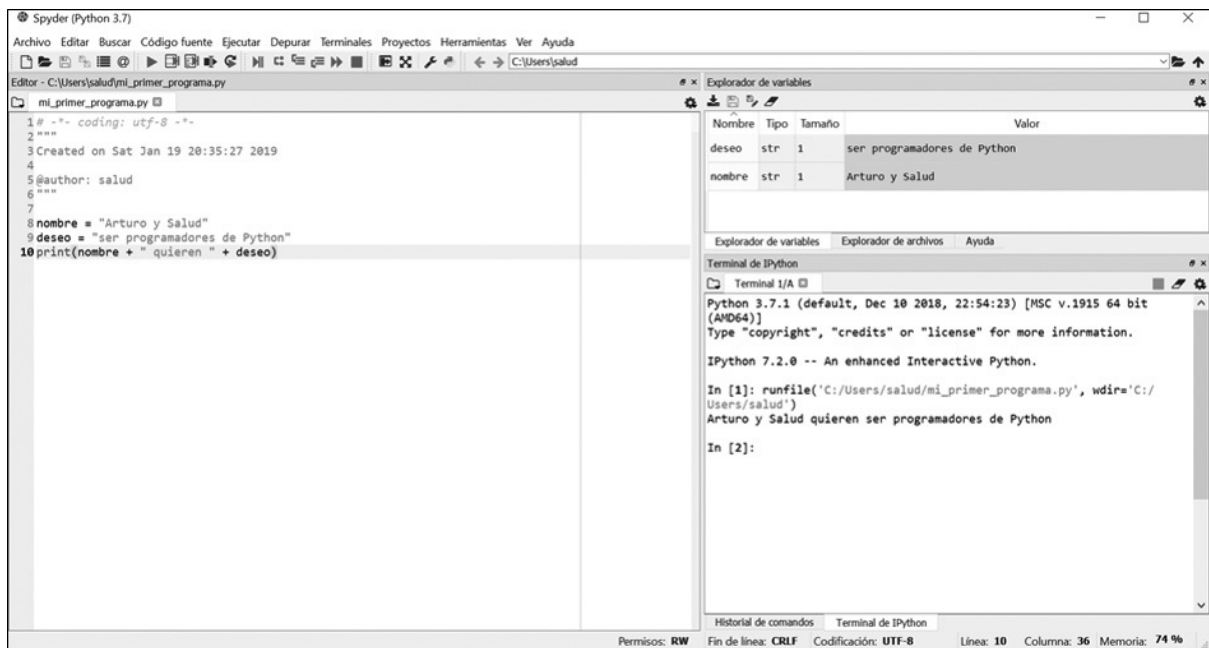 Spyder (Python 3.7)
Archivo Editar Buscar Código fuente Ejecutar Depurar Terminales Proyectos Herramientas Ver Ayuda
C:\Users\salud
Editor - C:\Users\salud\mi_primer_programa.py
mi_primer_programa.py
1 # -*- coding: utf-8 -*-
2 """
3 Created on Sat Jan 19 20:35:27 2019
4
5 @author: salud
6 """
7
8 nombre = "Arturo y Salud"
9 deseo = "ser programadores de Python"
10 print(nombre + " quieren " + deseo)
Explorador de variables
Nombre Tipo Tamaño Valor
deseo str 1 ser programadores de Python
nombre str 1 Arturo y Salud
Explorador de variables Explorador de archivos Ayuda
Terminal de IPython
Terminal 1/A
Python 3.7.1 (default, Dec 10 2018, 22:54:23) [MSC v.1915 64 bit
(AMD64)]
Type "copyright", "credits" or "license" for more information.
IPython 7.2.0 -- An enhanced Interactive Python.
In [1]: runfile('C:/Users/salud/mi_primer_programa.py', wdir='C:/
Users/salud')
Arturo y Salud quieren ser programadores de Python
In [2]:
Historial de comandos Terminal de IPython
Permisos: RW Fin de línea: CRLF Codificación: UTF-8 Línea: 10 Columna: 36 Memoria: 74 %